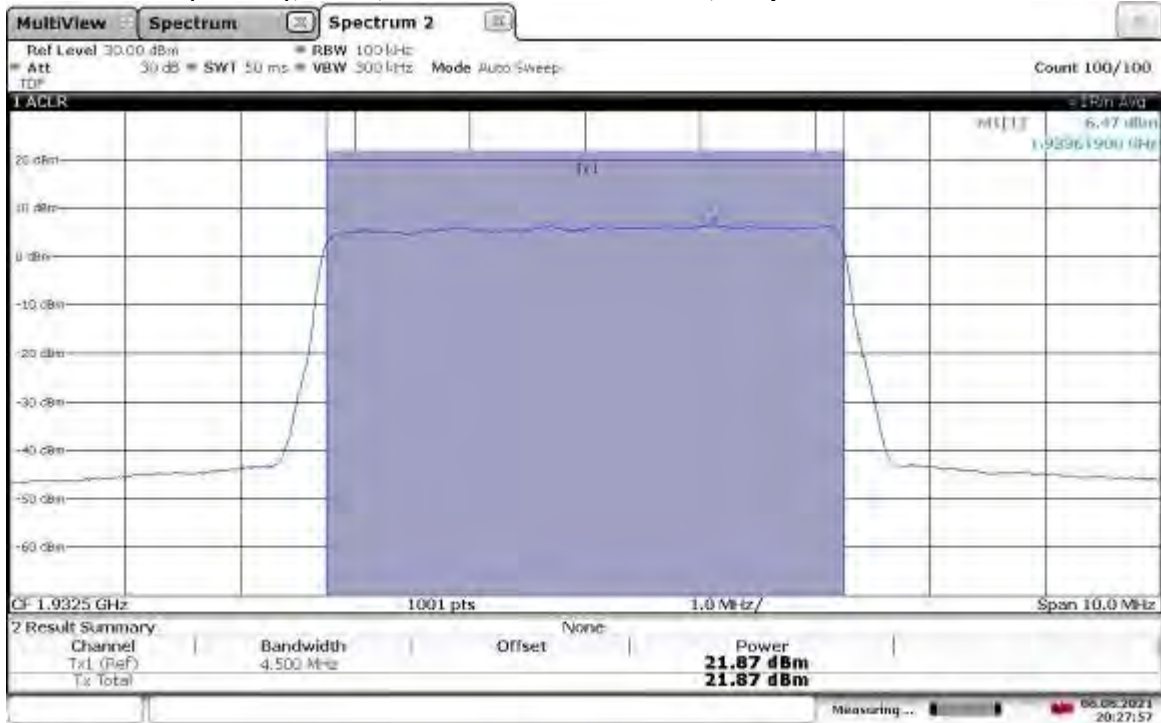 MultiView Spectrum Spectrum 2
Ref Level 30.00 dBm RBW 100 kHz
Att 30 dB SWT 50 ms VBW 300 kHz Mode Auto Sweep Count 100/100
TDF
1 ACLR 1Rm Avg
M1[1] 6.47 dBm
GHz
20 dBm
Tx1
10 dBm
0 dBm
-10 dBm
-20 dBm
-30 dBm
-40 dBm
-50 dBm
-60 dBm
CF 1.9325 GHz 1001 pts 1.0 MHz/ Span 10.0 MHz
2 Result Summary None
Channel Bandwidth Offset Power
Tx1 (Ref) 4.500 MHz 21.87 dBm
Tx Total 21.87 dBm
Measuring...
20:27:57